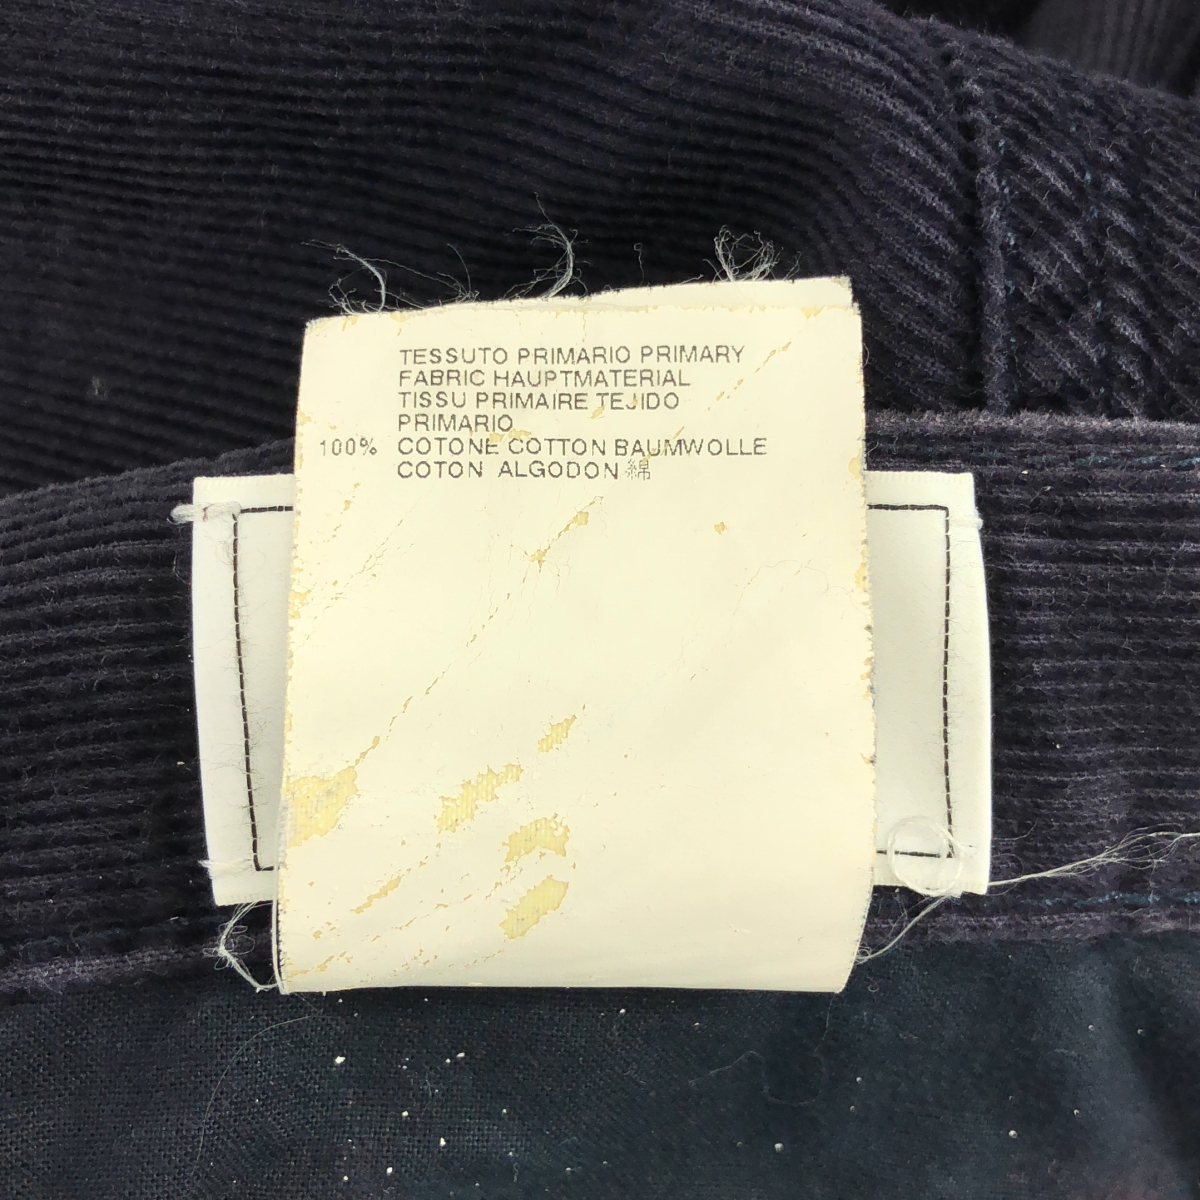 TESSUTO PRIMARIO PRIMARY
FABRIC HAUPTMATERIAL
TISSU PRIMAIRE TEJIDO
PRIMARIO
100% COTONE COTTON BAUMWOLLE
COTON ALGODON 綿